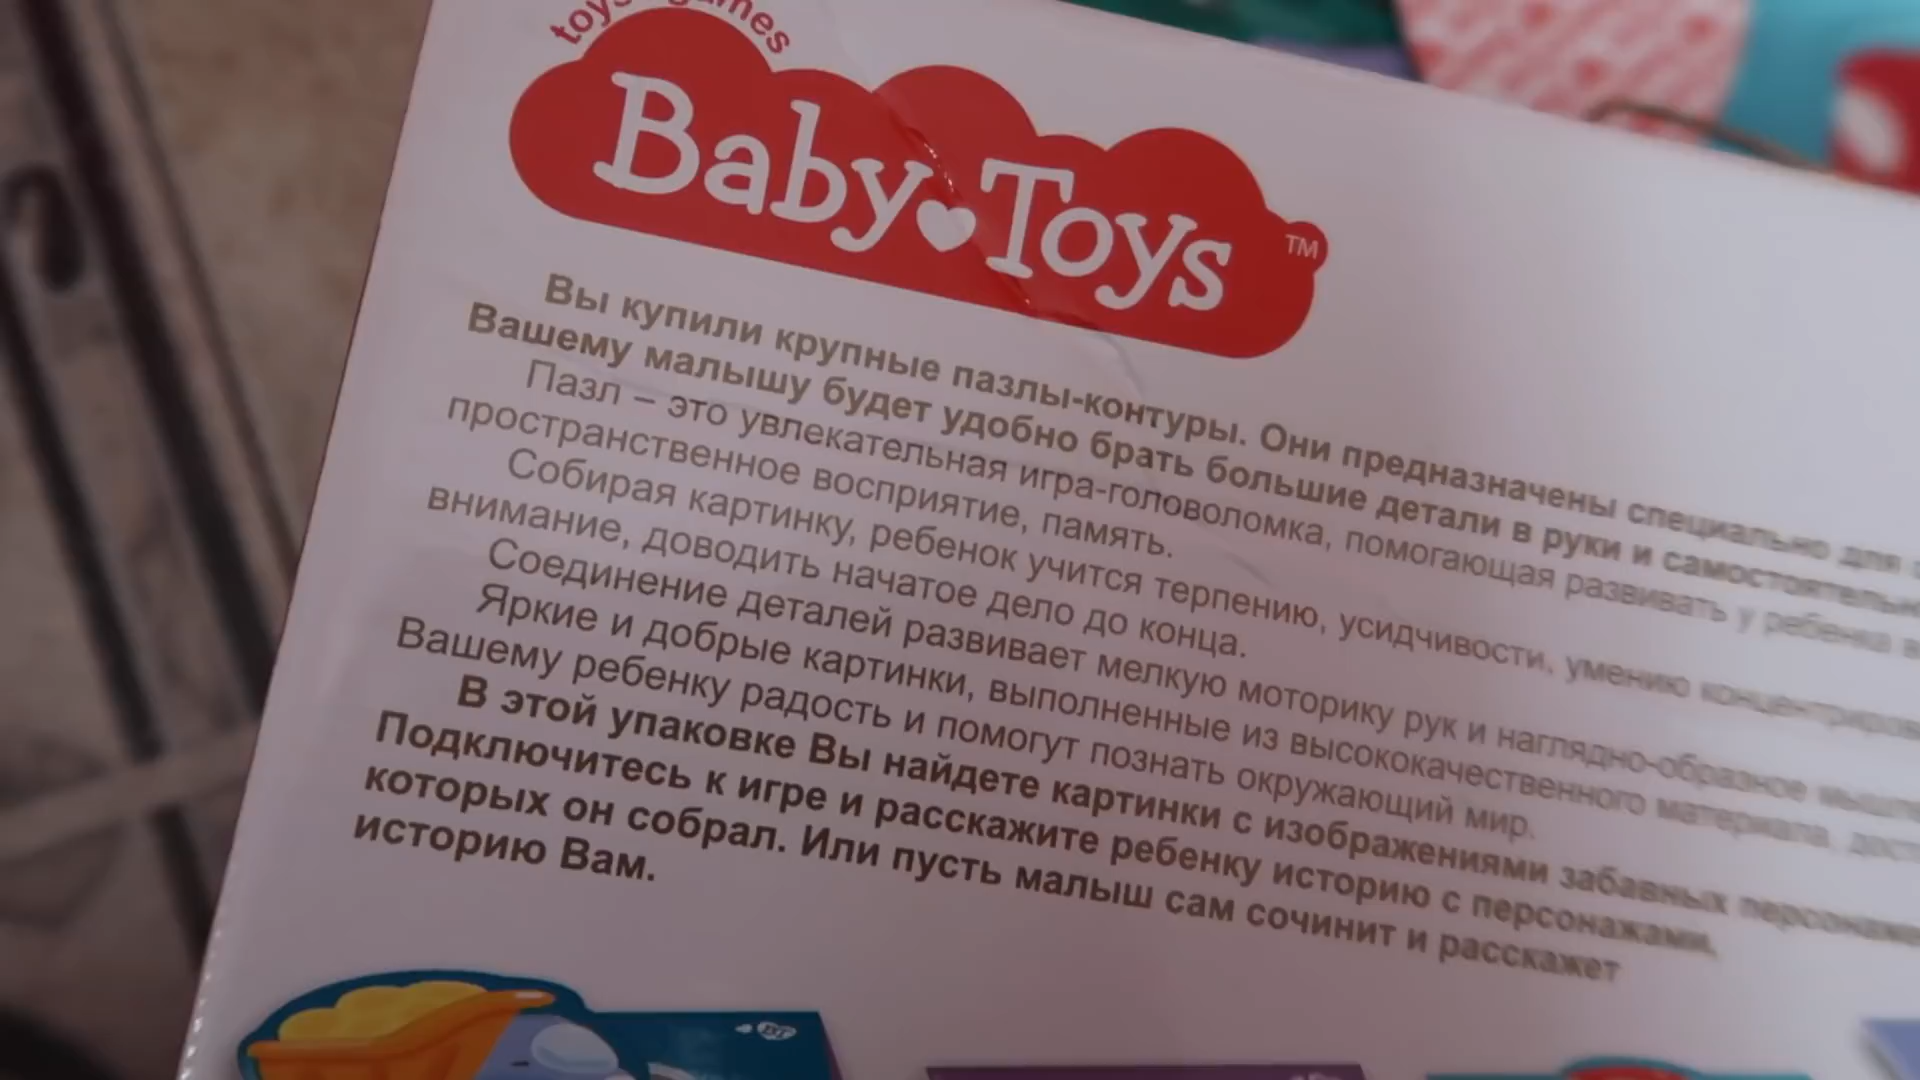 toys games
Baby Toys
TM
Вы купили крупные пазлы-контуры. Они предназначены специально для
Вашему малышу будет удобно брать большие детали в руки и
Пазл – это увлекательная игра-головоломка, помогающая развивать у ребенка
пространственное восприятие, память.
Собирая картинку, ребенок учится терпению, усидчивости, умению
внимание, доводить начатое дело до конца.
Соединение деталей развивает мелкую моторику рук и наглядно-образное
Яркие и добрые картинки, выполненные из высококачественного материала,
Вашему ребенку радость и помогут познать окружающий мир.
В этой упаковке Вы найдете картинки с изображениями забавных
Подключитесь к игре и расскажите ребенку историю с персонажами,
которых он собрал. Или пусть малыш сам сочинит и расскажет
историю Вам.
BT